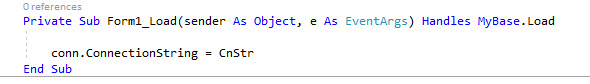 0 references
Private Sub Form1_Load(sender As Object, e As EventArgs) Handles MyBase.Load
conn.ConnectionString = CnStr
End Sub